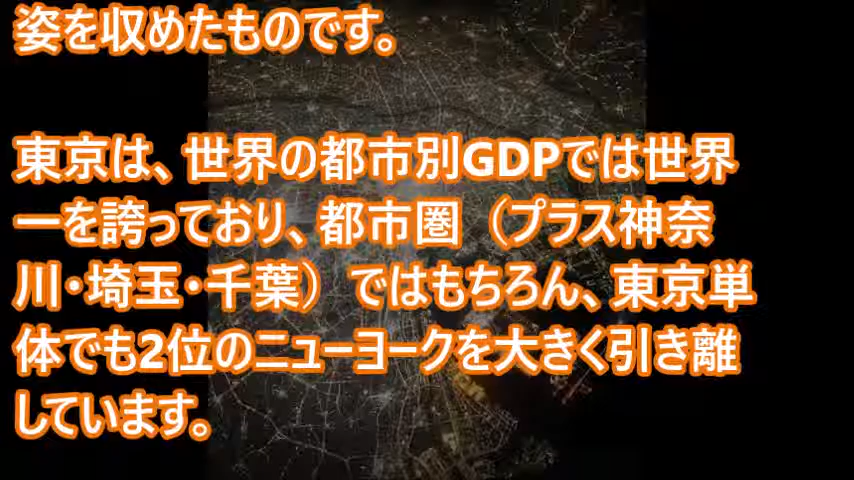 姿を収めたものです。
東京は、世界の都市別GDPでは世界
一を誇っており、都市圏（プラス神奈
川・埼玉・千葉）ではもちろん、東京単
体でも2位のニューヨークを大きく引き離
しています。